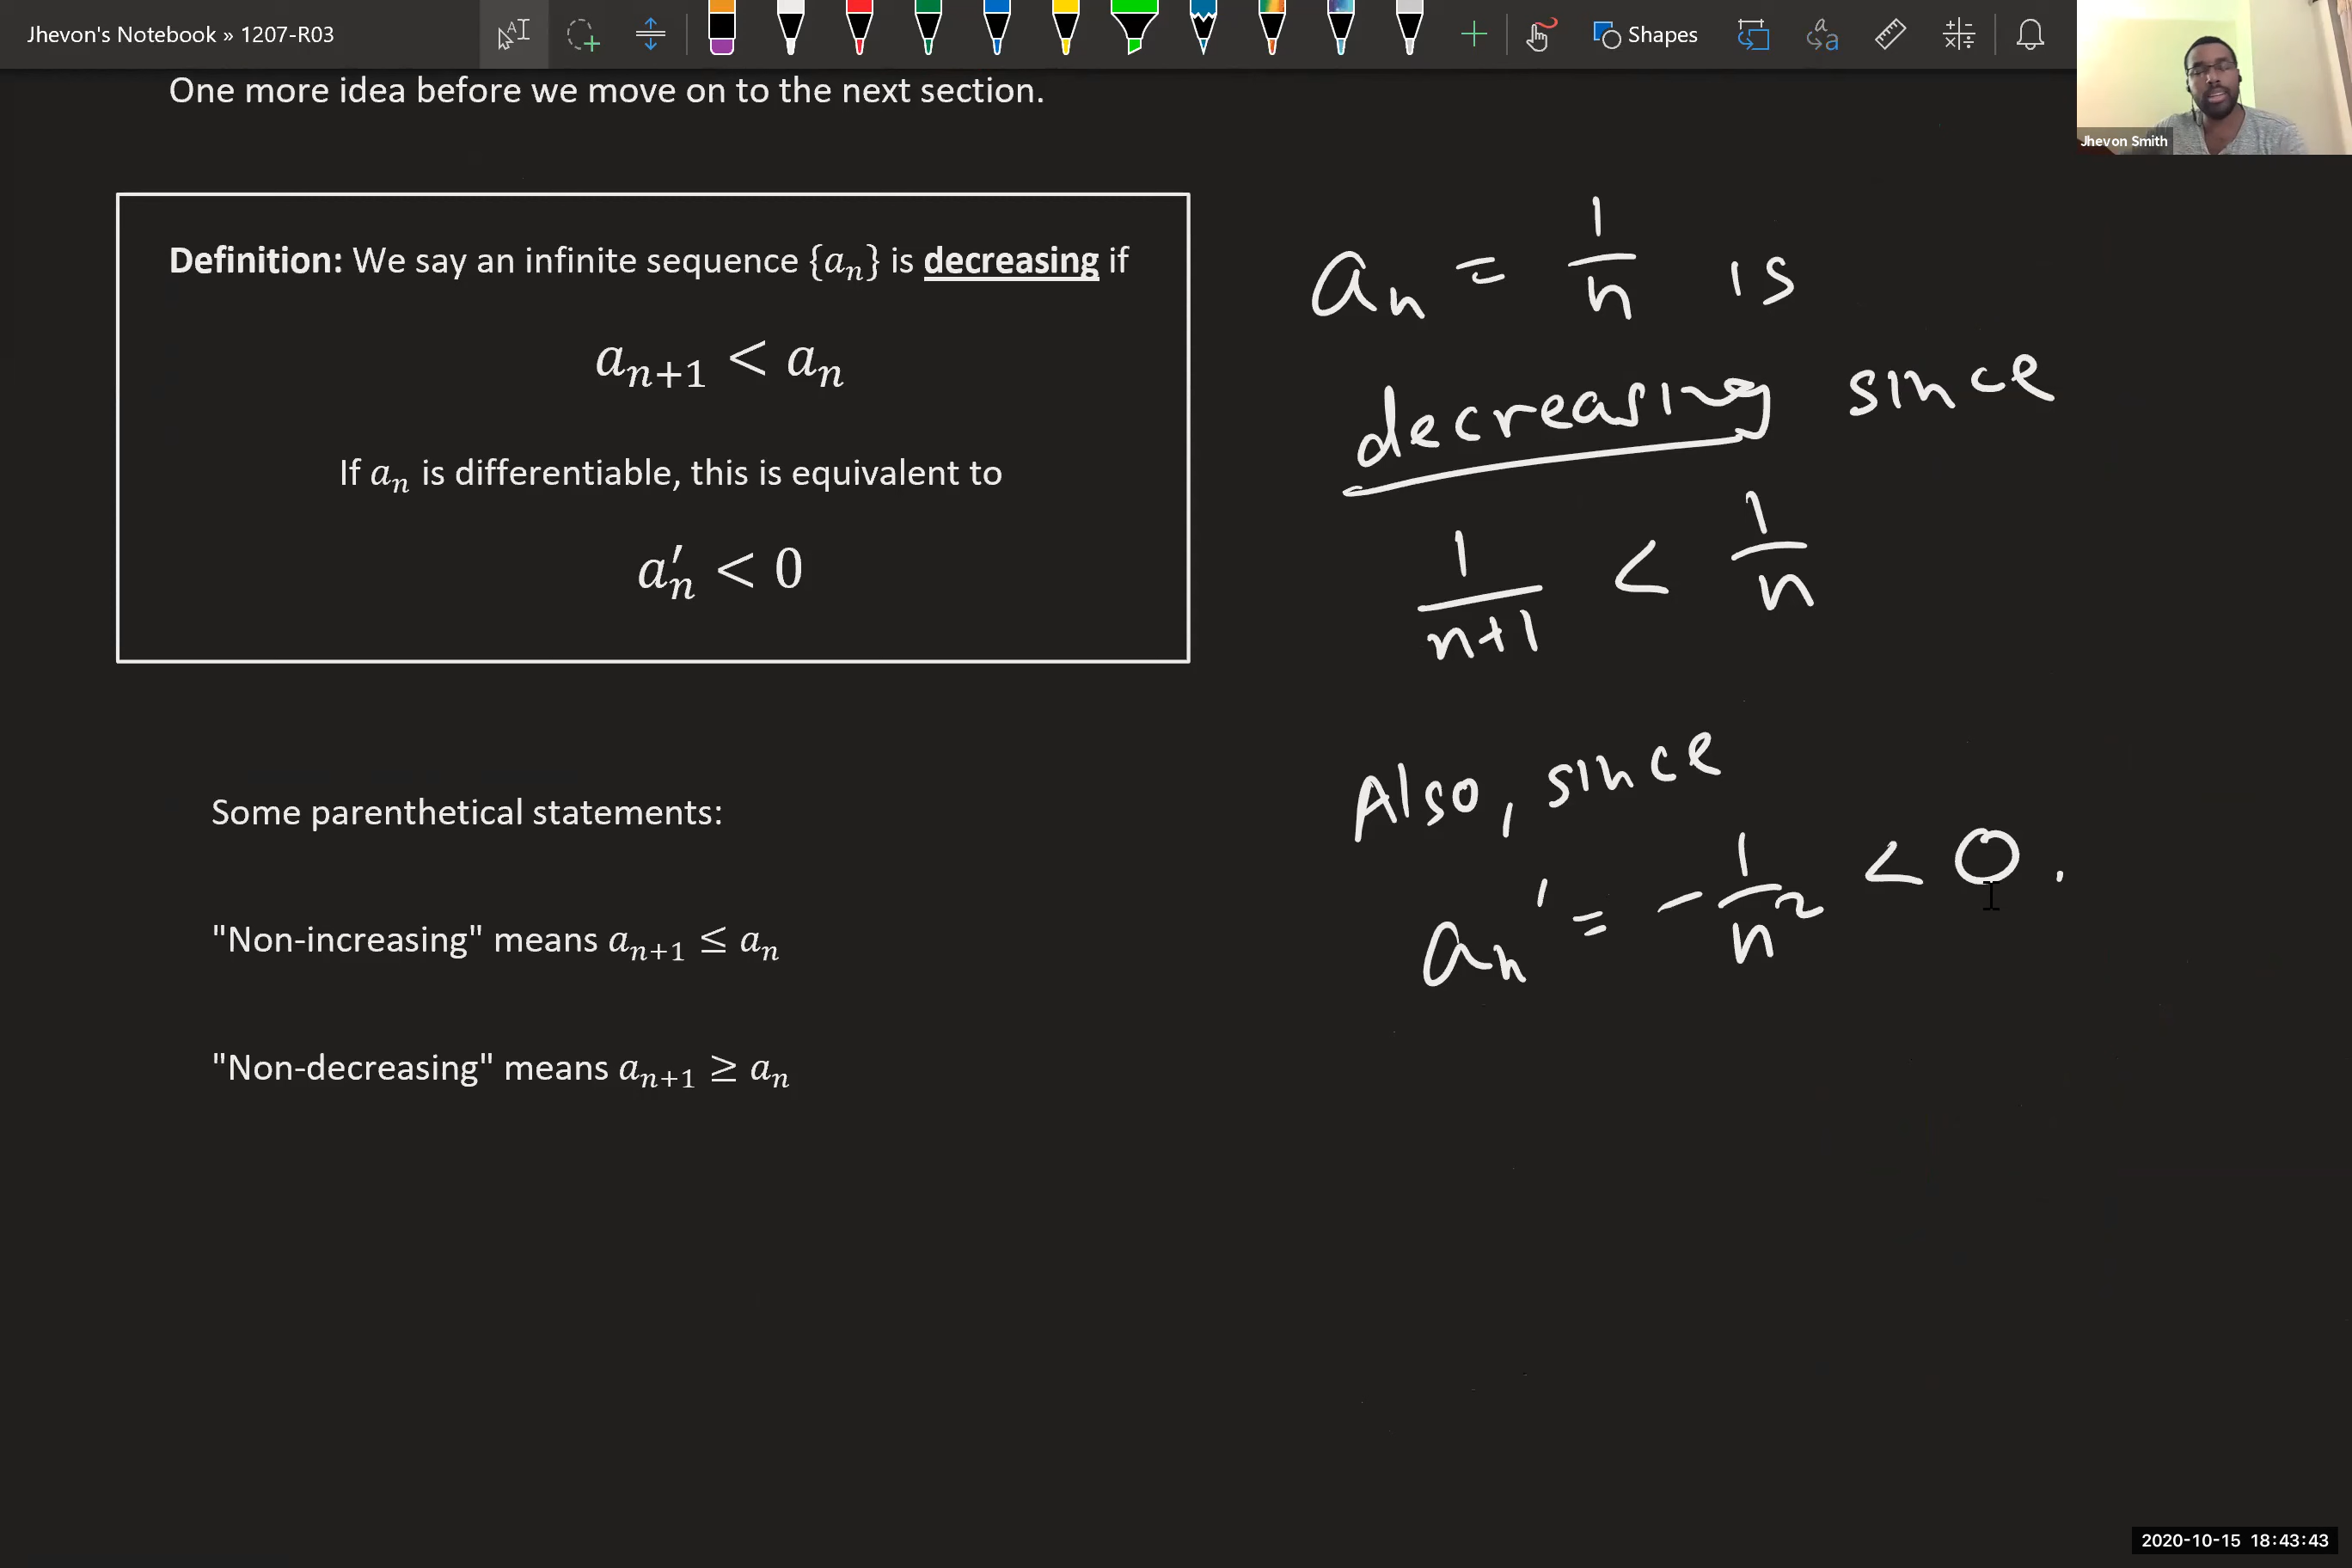 Jhevon's Notebook » 1207-R03
Shapes
Jhevon Smith
One more idea before we move on to the next section.
Definition: We say an infinite sequence {aₙ} is decreasing if
aₙ₊₁ < aₙ
If aₙ is differentiable, this is equivalent to
aₙ′ < 0
Some parenthetical statements:
"Non-increasing" means aₙ₊₁ ≤ aₙ
"Non-decreasing" means aₙ₊₁ ≥ aₙ
aₙ = 1/n is
decreasing since
1/(n+1) < 1/n
Also, since
aₙ' = -1/n² < 0.
2020-10-15 18:43:43